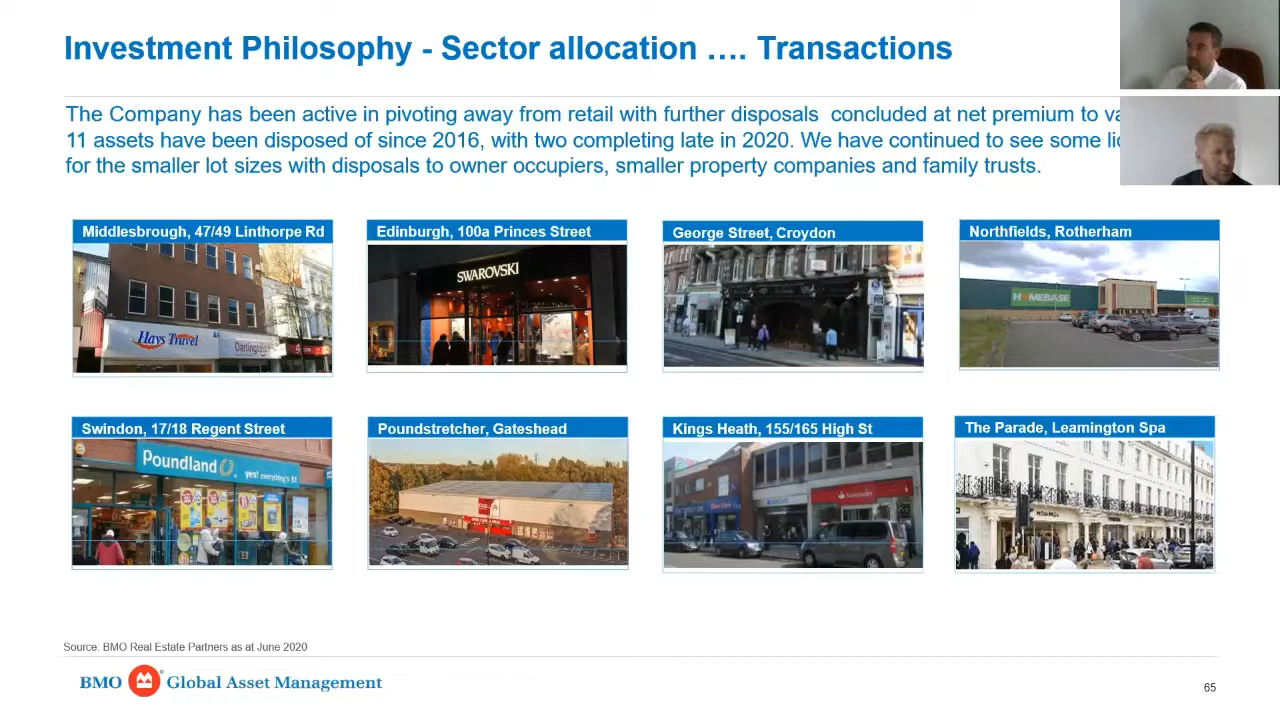 Investment Philosophy - Sector allocation …. Transactions
The Company has been active in pivoting away from retail with further disposals concluded at net premium to
11 assets have been disposed of since 2016, with two completing late in 2020. We have continued to see some
for the smaller lot sizes with disposals to owner occupiers, smaller property companies and family trusts.
Middlesbrough, 47/49 Linthorpe Rd
Edinburgh, 100a Princes Street
George Street, Croydon
Northfields, Rotherham
Hays Travel
Darlington
SWAROVSKI
HOMEBASE
Swindon, 17/18 Regent Street
Poundstretcher, Gateshead
Kings Heath, 155/165 High St
The Parade, Leamington Spa
Poundland
yes! everything's £1
Santander
Source: BMO Real Estate Partners as at June 2020
BMO Global Asset Management
65